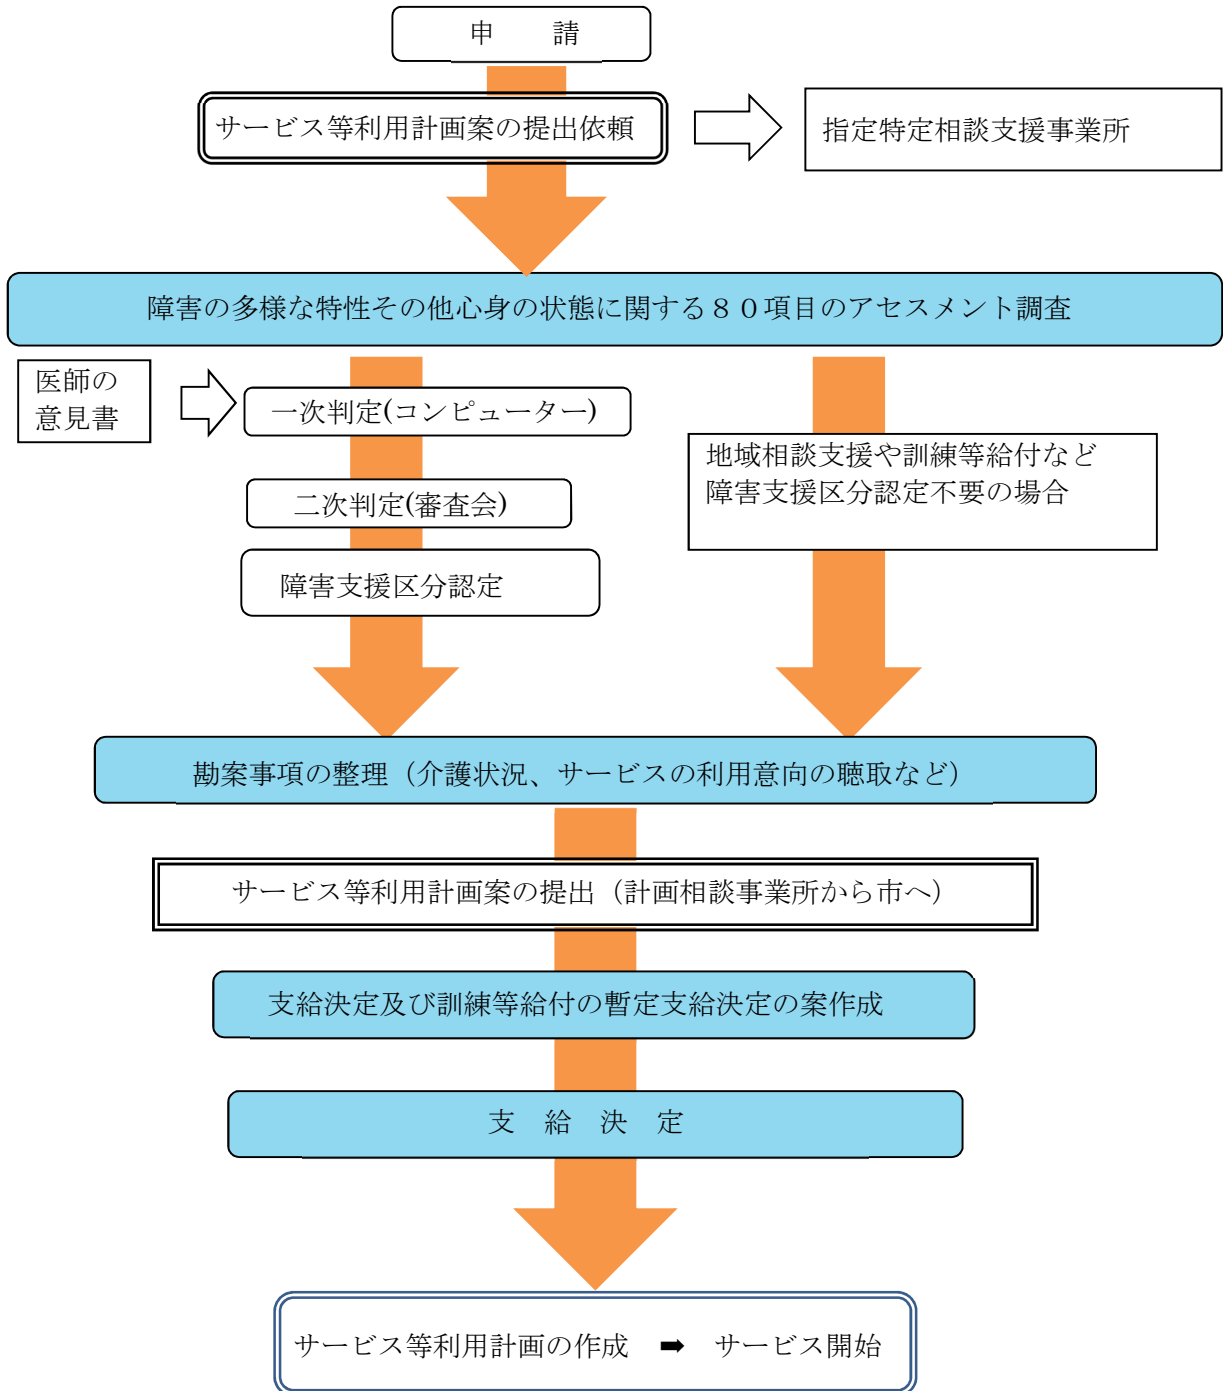 申　　請
サービス等利用計画案の提出依頼
指定特定相談支援事業所
障害の多様な特性その他心身の状態に関する８０項目のアセスメント調査
医師の
意見書
一次判定(コンピューター)
二次判定(審査会)
障害支援区分認定
地域相談支援や訓練等給付など
障害支援区分認定不要の場合
勘案事項の整理（介護状況、サービスの利用意向の聴取など）
サービス等利用計画案の提出（計画相談事業所から市へ）
支給決定及び訓練等給付の暫定支給決定の案作成
支　給　決　定
サービス等利用計画の作成　➡　サービス開始